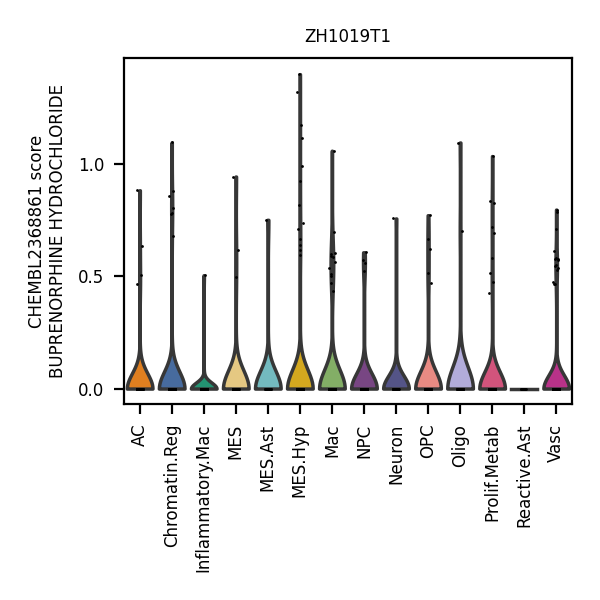 ZH1019T1
CHEMBL2368861 score
BUPRENORPHINE HYDROCHLORIDE
1.0
0.5
0.0
AC
Chromatin.Reg
Inflammatory.Mac
MES
MES.Ast
MES.Hyp
Mac
NPC
Neuron
OPC
Oligo
Prolif.Metab
Reactive.Ast
Vasc